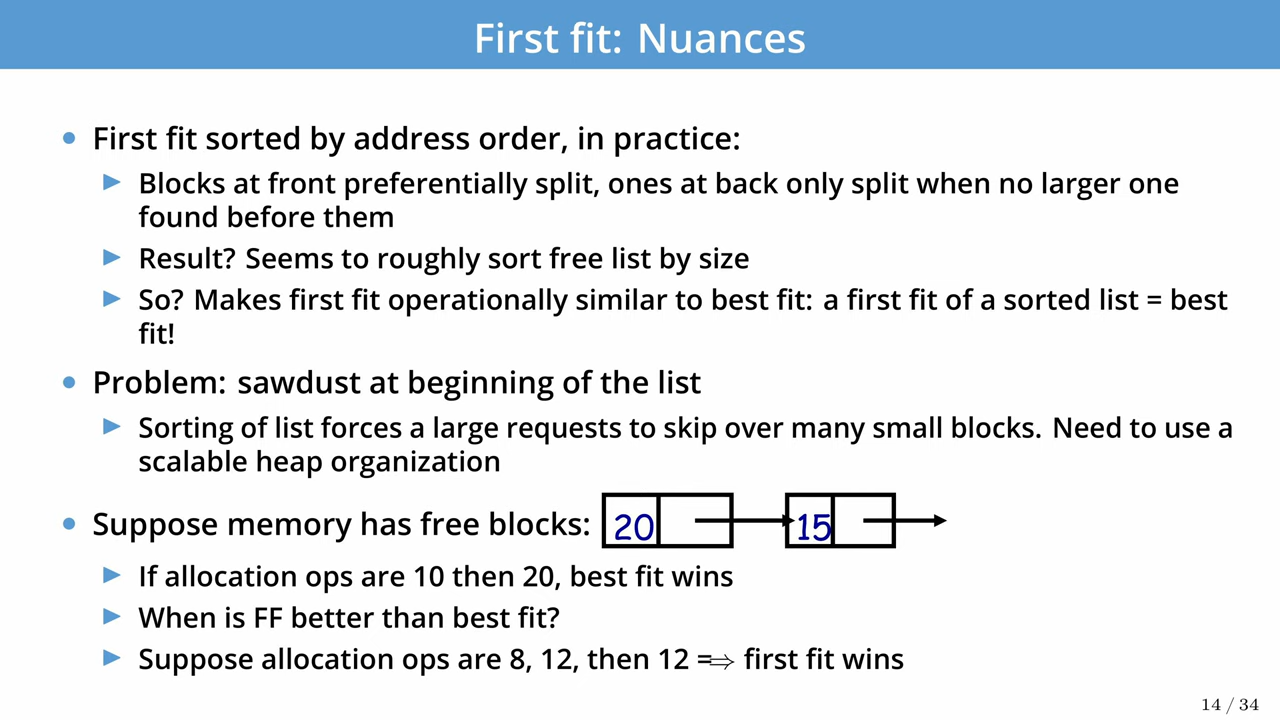 First fit: Nuances
• First fit sorted by address order, in practice:
▶ Blocks at front preferentially split, ones at back only split when no larger one
found before them
▶ Result? Seems to roughly sort free list by size
▶ So? Makes first fit operationally similar to best fit: a first fit of a sorted list = best
fit!
• Problem: sawdust at beginning of the list
▶ Sorting of list forces a large requests to skip over many small blocks. Need to use a
scalable heap organization
• Suppose memory has free blocks: 20 15
▶ If allocation ops are 10 then 20, best fit wins
▶ When is FF better than best fit?
▶ Suppose allocation ops are 8, 12, then 12 =⇒ first fit wins
14 / 34